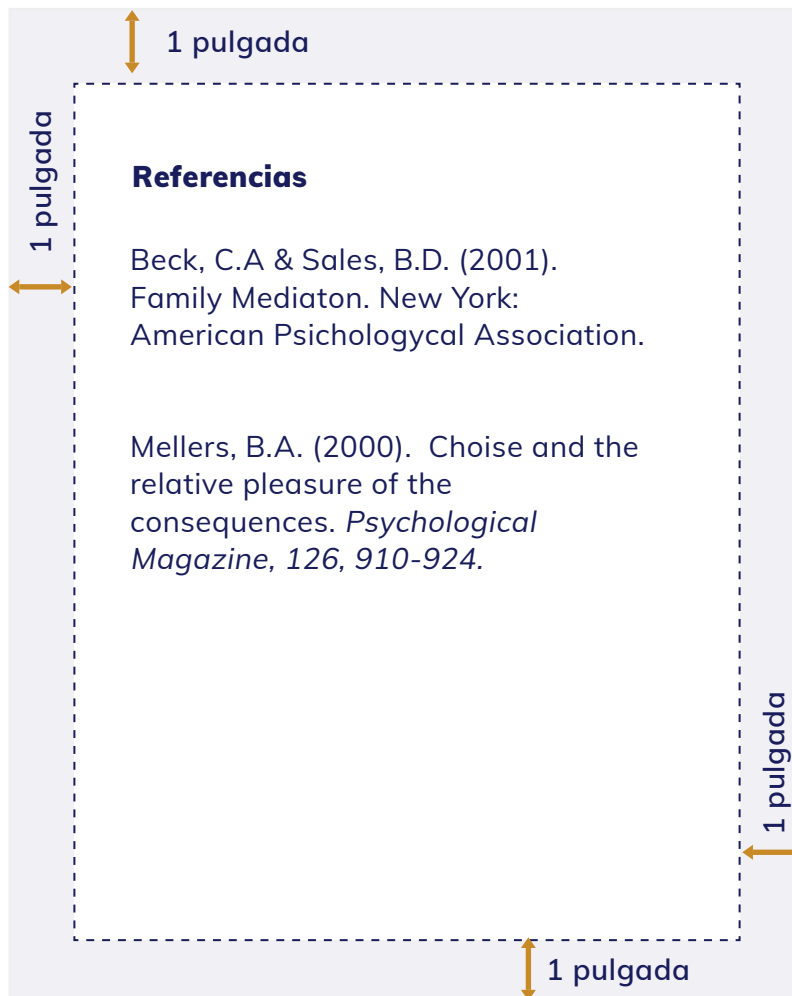 1 pulgada
1 pulgada
Referencias
Beck, C.A & Sales, B.D. (2001).
Family Mediaton. New York:
American Psichologycal Association.
Mellers, B.A. (2000).  Choise and the
relative pleasure of the
consequences. Psychological
Magazine, 126, 910-924.
1 pulgada
1 pulgada